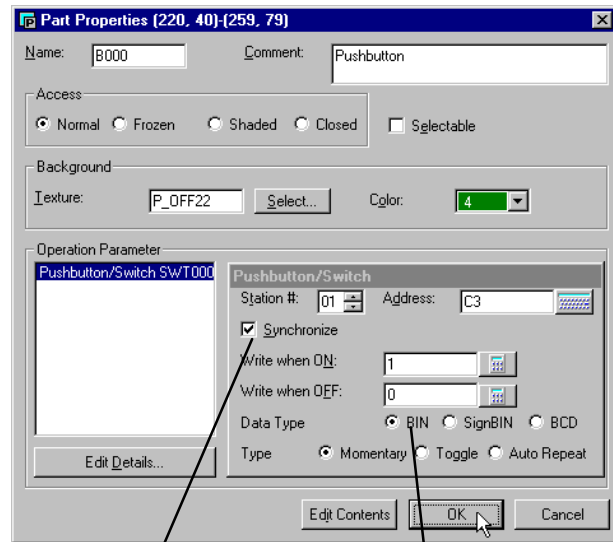 Part Properties (220, 40)-(259, 79)
Name: B000 Comment: Pushbutton
Access
Normal Frozen Shaded Closed Selectable
Background
Texture: P_OFF22 Select... Color: 4
Operation Parameter
Pushbutton/Switch SWT000
Pushbutton/Switch
Station #: 01 Address: C3
Synchronize
Write when ON: 1
Write when OFF: 0
Data Type BIN SignBIN BCD
Type Momentary Toggle Auto Repeat
Edit Details...
Edit Contents OK Cancel